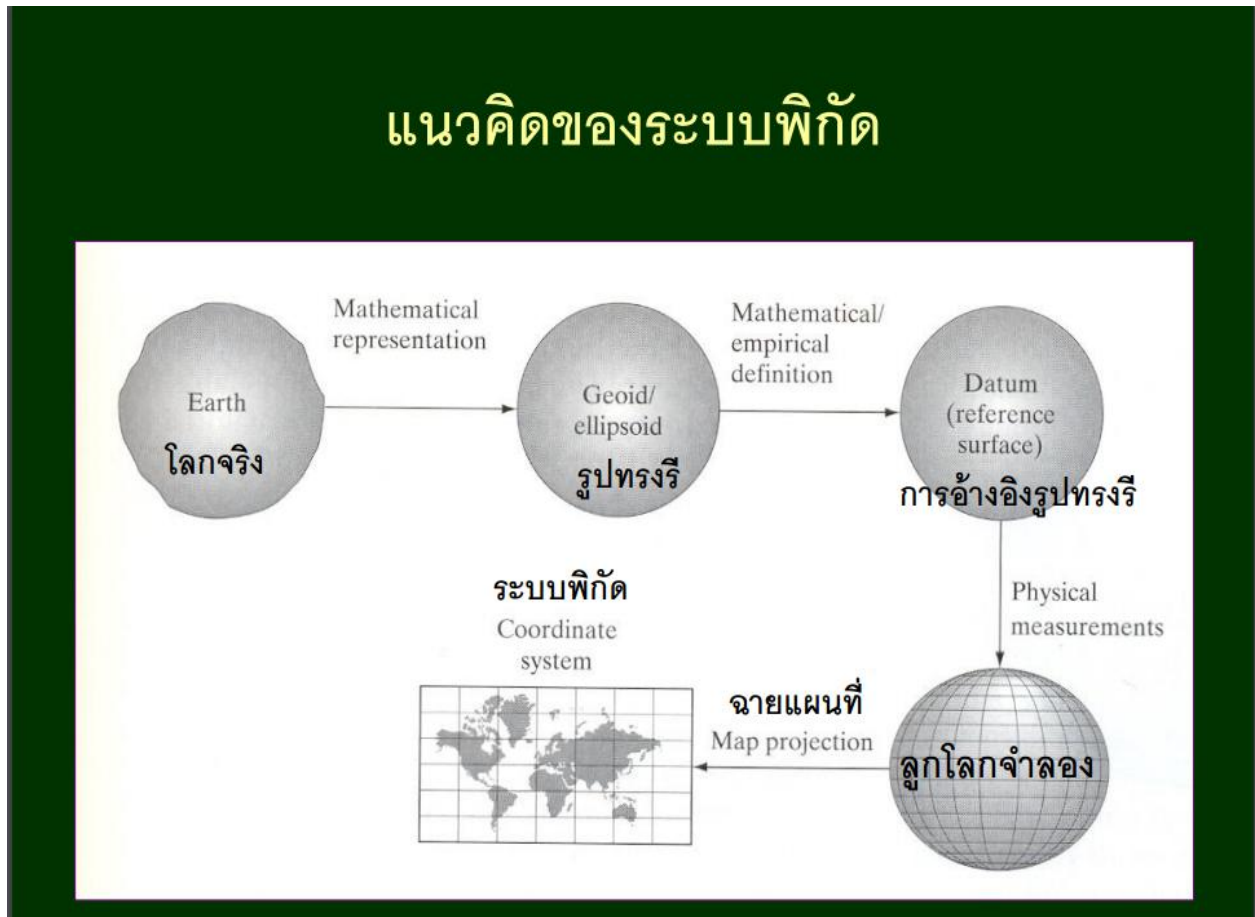 แนวคิดของระบบพิกัด
Earth
โลกจริง
Mathematical
representation
Geoid/
ellipsoid
รูปทรงรี
Mathematical/
empirical
definition
Datum
(reference
surface)
การอ้างอิงรูปทรงรี
Physical
measurements
ลูกโลกจำลอง
ฉายแผนที่
Map projection
ระบบพิกัด
Coordinate
system